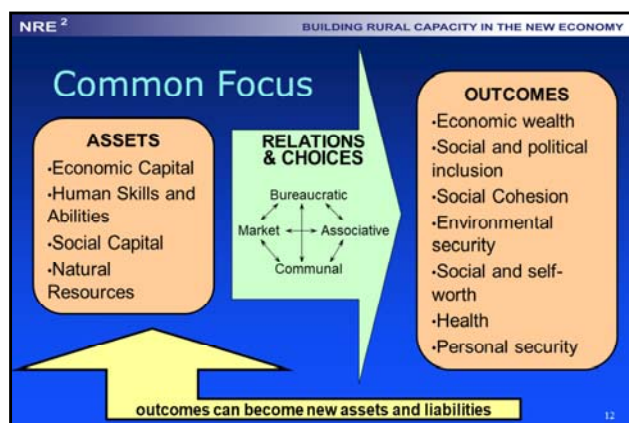 NRE²
BUILDING RURAL CAPACITY IN THE NEW ECONOMY
Common Focus
ASSETS
•Economic Capital
•Human Skills and
Abilities
•Social Capital
•Natural
Resources
RELATIONS
& CHOICES
Bureaucratic
Market
Associative
Communal
OUTCOMES
•Economic wealth
•Social and political
inclusion
•Social Cohesion
•Environmental
security
•Social and self-
worth
•Health
•Personal security
outcomes can become new assets and liabilities
12